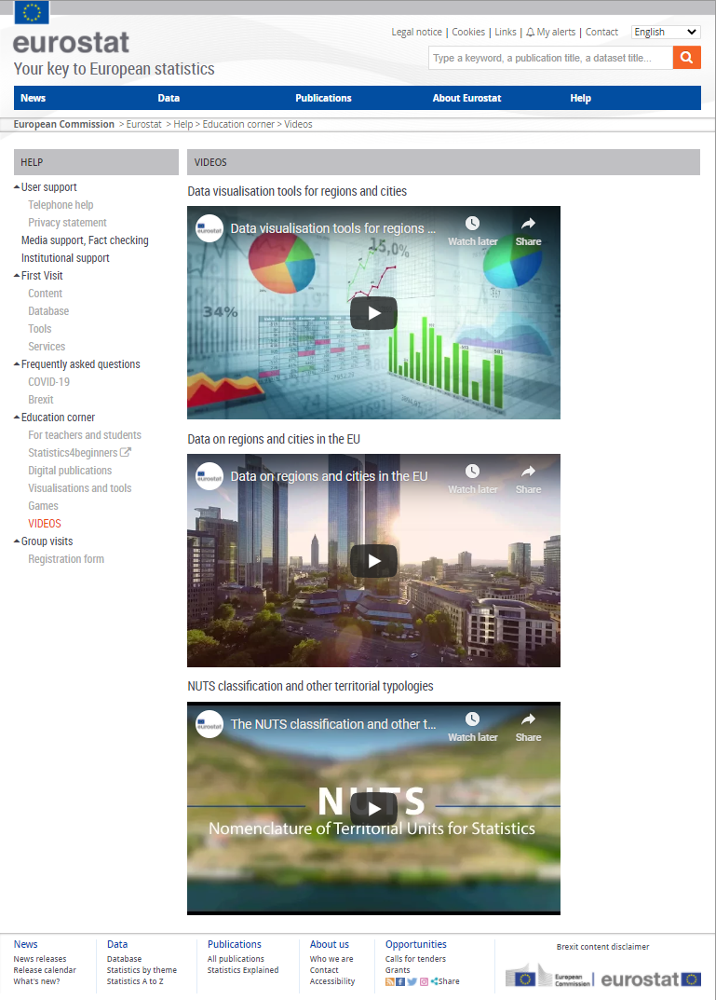 eurostat
Your key to European statistics
Legal notice | Cookies | Links | My alerts | Contact
English
Type a keyword, a publication title, a dataset title...
News Data Publications About Eurostat Help
European Commission > Eurostat > Help > Education corner > Videos
HELP
User support
Telephone help
Privacy statement
Media support, Fact checking
Institutional support
First Visit
Content
Database
Tools
Services
Frequently asked questions
COVID-19
Brexit
Education corner
For teachers and students
Statistics4beginners
Digital publications
Visualisations and tools
Games
VIDEOS
Group visits
Registration form
VIDEOS
Data visualisation tools for regions and cities
eurostat
Data visualisation tools for regions ...
Watch later
Share
15,0%
34%
Data on regions and cities in the EU
eurostat
Data on regions and cities in the EU
Watch later
Share
NUTS classification and other territorial typologies
eurostat
The NUTS classification and other t...
Watch later
Share
NUTS
Nomenclature of Territorial Units for Statistics
News
News releases
Release calendar
What's new?
Data
Database
Statistics by theme
Statistics A to Z
Publications
All publications
Statistics Explained
About us
Who we are
Contact
Accessibility
Opportunities
Calls for tenders
Grants
Share
Brexit content disclaimer
European
Commission
eurostat